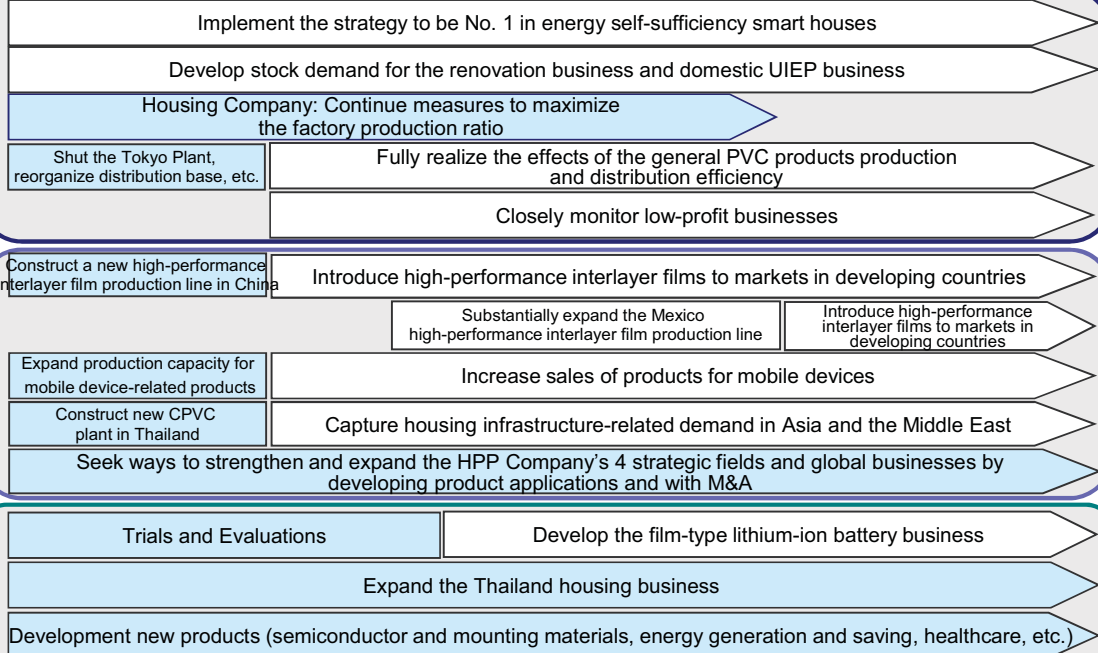 Implement the strategy to be No. 1 in energy self-sufficiency smart houses
Develop stock demand for the renovation business and domestic UIEP business
Housing Company: Continue measures to maximize
the factory production ratio
Shut the Tokyo Plant,
reorganize distribution base, etc.
Fully realize the effects of the general PVC products production
and distribution efficiency
Closely monitor low-profit businesses
Construct a new high-performance
nterlayer film production line in China
Introduce high-performance interlayer films to markets in developing countries
Substantially expand the Mexico
high-performance interlayer film production line
Introduce high-performance
interlayer films to markets in
developing countries
Expand production capacity for
mobile device-related products
Increase sales of products for mobile devices
Construct new CPVC
plant in Thailand
Capture housing infrastructure-related demand in Asia and the Middle East
Seek ways to strengthen and expand the HPP Company's 4 strategic fields and global businesses by
developing product applications and with M&A
Trials and Evaluations
Develop the film-type lithium-ion battery business
Expand the Thailand housing business
Development new products (semiconductor and mounting materials, energy generation and saving, healthcare, etc.)